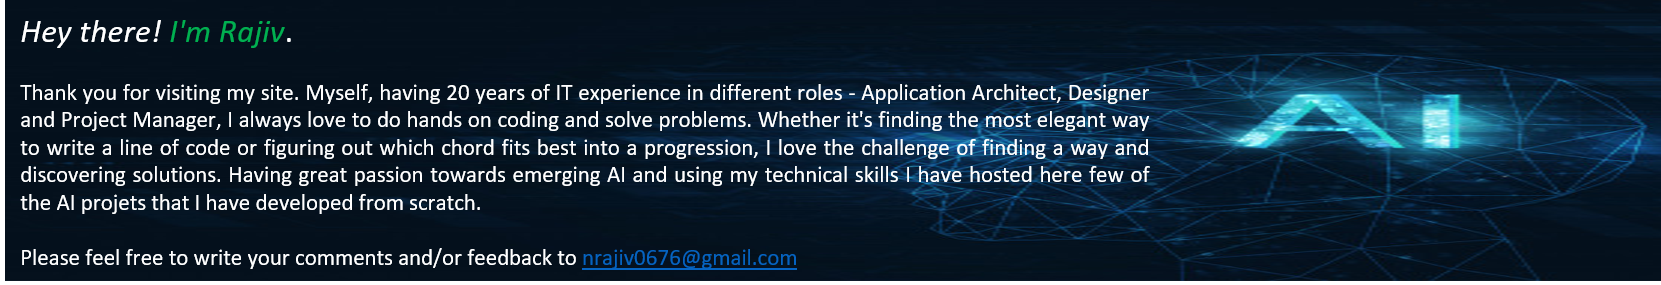 Hey there! I'm Rajiv.
Thank you for visiting my site. Myself, having 20 years of IT experience in different roles - Application Architect, Designer
and Project Manager, I always love to do hands on coding and solve problems. Whether it's finding the most elegant way
to write a line of code or figuring out which chord fits best into a progression, I love the challenge of finding a way and
discovering solutions. Having great passion towards emerging AI and using my technical skills I have hosted here few of
the AI projets that I have developed from scratch.
Please feel free to write your comments and/or feedback to nrajiv0676@gmail.com
AI